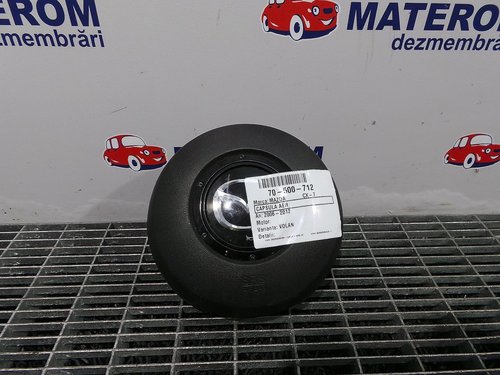 MATEROM
dezmembrări
MATEROM
dezmembrări
70-500-712
Marca: MAZDA CX-7
CAPSULA AER
An: 2006-2012
Motor:
Varianta: VOLAN
Detalii: